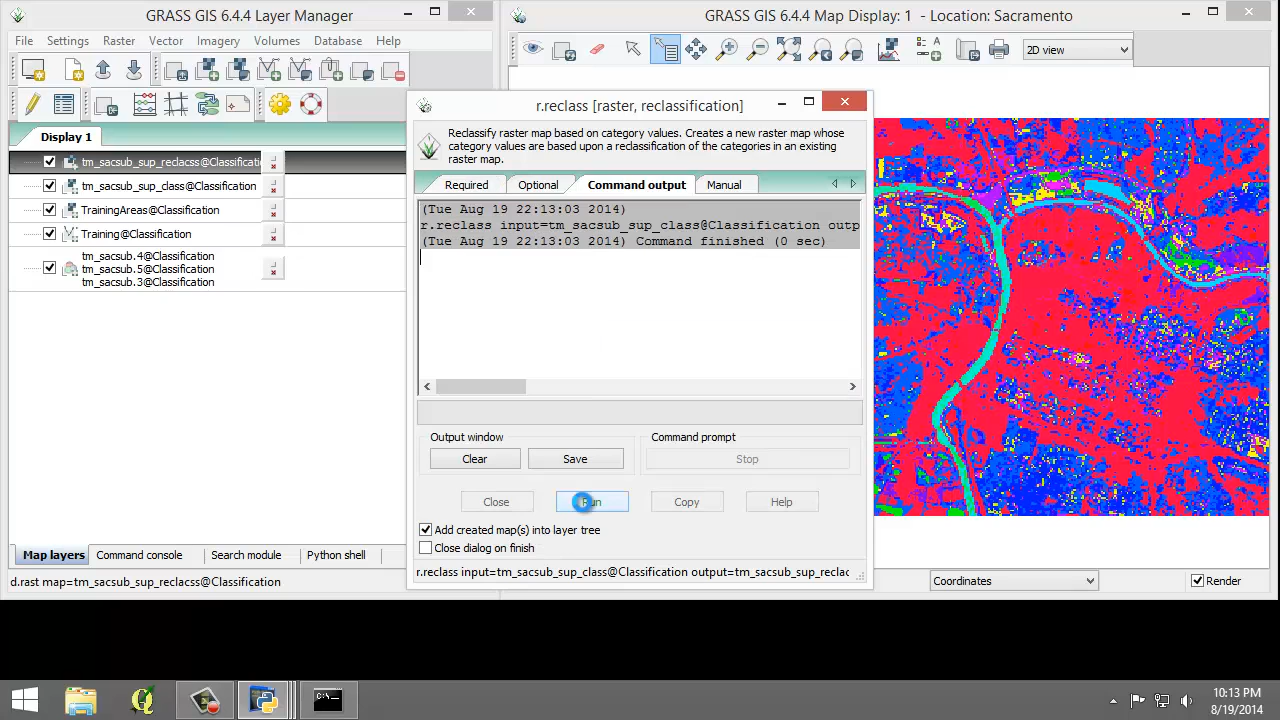 GRASS GIS 6.4.4 Layer Manager
File Settings Raster Vector Imagery Volumes Database Help
Display 1
tm_sacsub_sup_reclacss@Classificati
tm_sacsub_sup_class@Classification
TrainingAreas@Classification
Training@Classification
tm_sacsub.4@Classification
tm_sacsub.5@Classification
tm_sacsub.3@Classification
Map layers Command console Search module Python shell
d.rast map=tm_sacsub_sup_reclacss@Classification
GRASS GIS 6.4.4 Map Display: 1 - Location: Sacramento
2D view
r.reclass [raster, reclassification]
Reclassify raster map based on category values. Creates a new raster map whose
category values are based upon a reclassification of the categories in an existing
raster map.
Required Optional Command output Manual
(Tue Aug 19 22:13:03 2014)
r.reclass input=tm_sacsub_sup_class@Classification outp
(Tue Aug 19 22:13:03 2014) Command finished (0 sec)
Output window Command prompt
Clear Save Stop
Close Run Copy Help
Add created map(s) into layer tree
Close dialog on finish
r.reclass input=tm_sacsub_sup_class@Classification output=tm_sacsub_sup_reclac
Coordinates Render
10:13 PM
8/19/2014